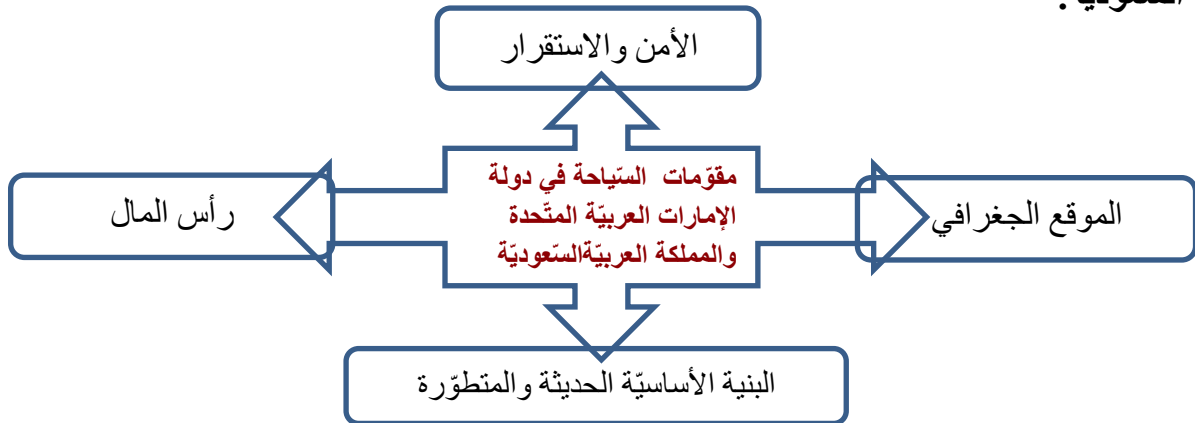 الأمن والاستقرار
مقوّمات السّياحة في دولة
الإمارات العربيّة المتّحدة
والمملكة العربيّةالسّعوديّة
الموقع الجغرافي
رأس المال
البنية الأساسيّة الحديثة والمتطوّرة